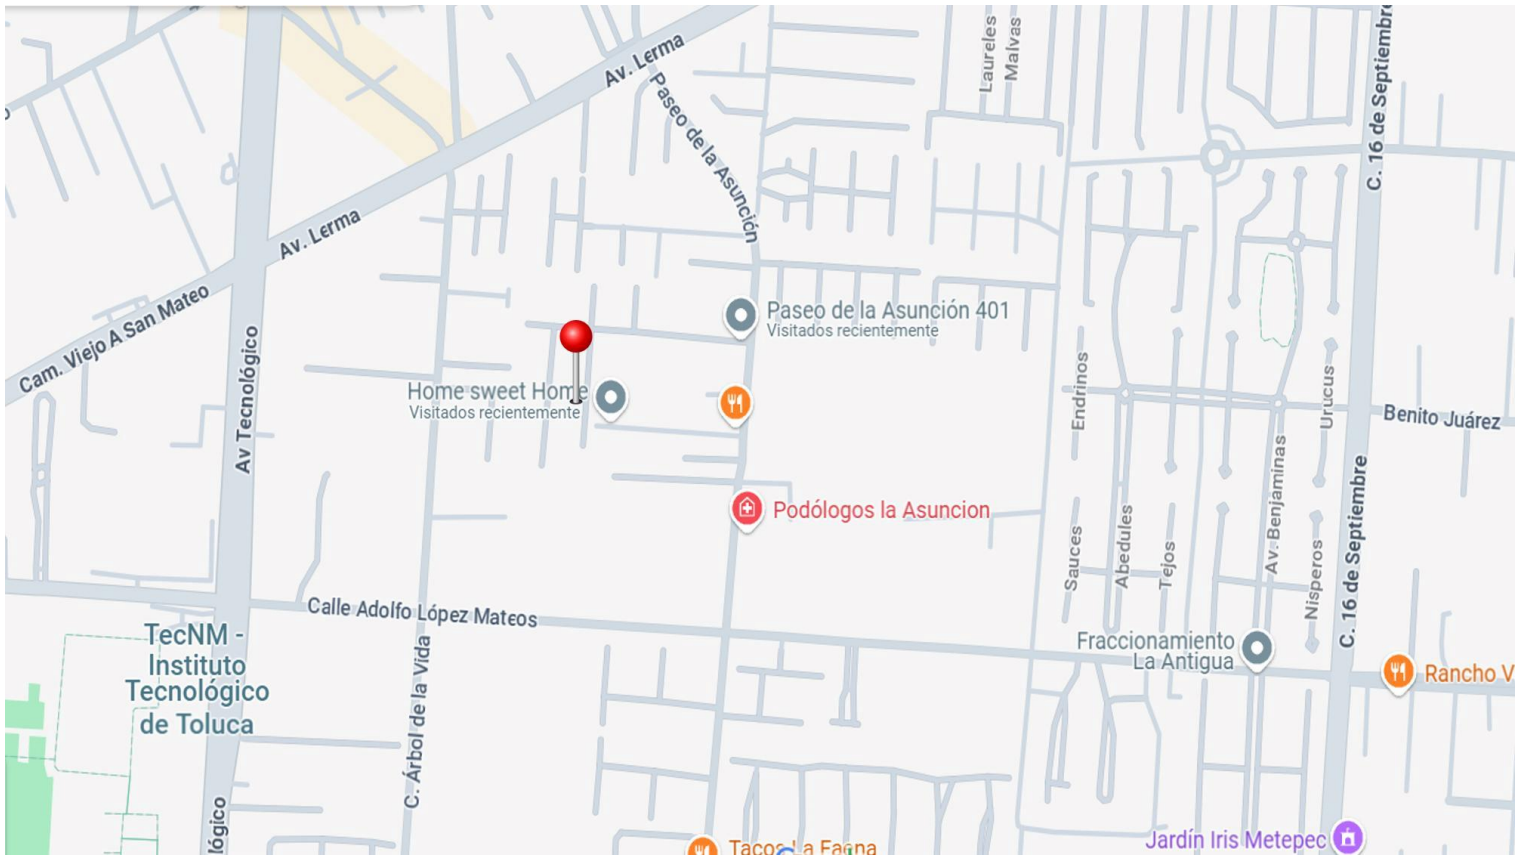 Av. Lerma
Laureles
Malvas
C. 16 de Septiembre
Paseo de la Asunción
Av. Lerma
Cam. Viejo A San Mateo
Av Tecnológico
Paseo de la Asunción 401
Visitados recientemente
Home sweet Home
Visitados recientemente
Endrinos
Urucus
Benito Juárez
Av. Benjaminas
C. 16 de Septiembre
Podólogos la Asuncion
Sauces
Abedules
Tejos
Nisperos
Calle Adolfo López Mateos
TecNM -
Instituto
Tecnológico
de Toluca
C. Árbol de la Vida
Fraccionamiento
La Antigua
Rancho V
lógico
Jardín Iris Metepec
Tacos La Fauna